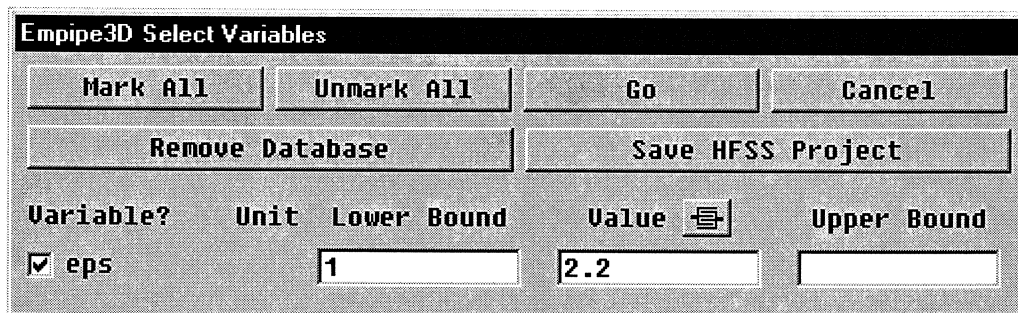 Empipe3D Select Variables
Mark All Unmark All Go Cancel
Remove Database Save HFSS Project
Variable? Unit Lower Bound Value Upper Bound
eps 1 2.2